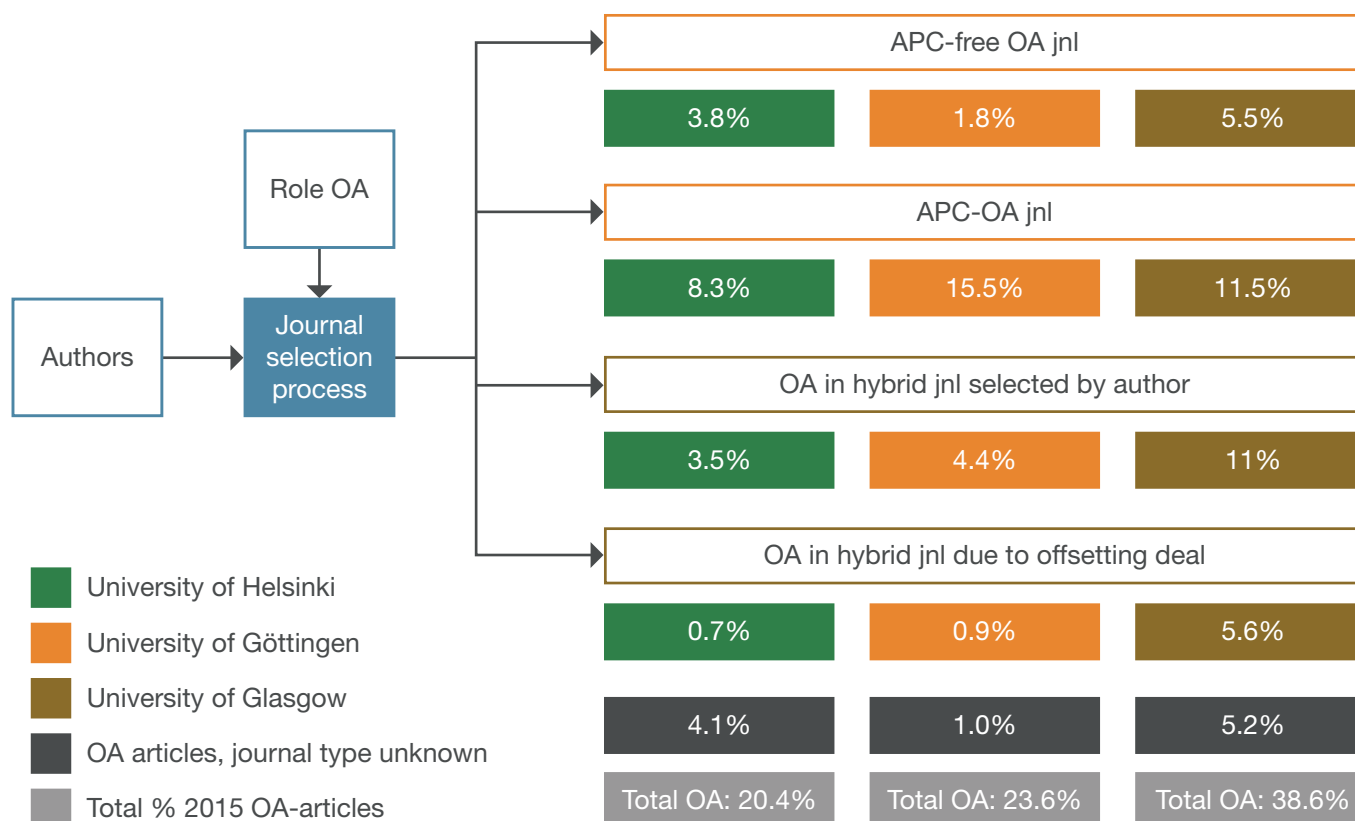 APC-free OA jnl
3.8%
1.8%
5.5%
Role OA
APC-OA jnl
8.3%
15.5%
11.5%
Authors
Journal
selection
process
OA in hybrid jnl selected by author
3.5%
4.4%
11%
OA in hybrid jnl due to offsetting deal
0.7%
0.9%
5.6%
4.1%
1.0%
5.2%
Total OA: 20.4%
Total OA: 23.6%
Total OA: 38.6%
University of Helsinki
University of Göttingen
University of Glasgow
OA articles, journal type unknown
Total % 2015 OA-articles